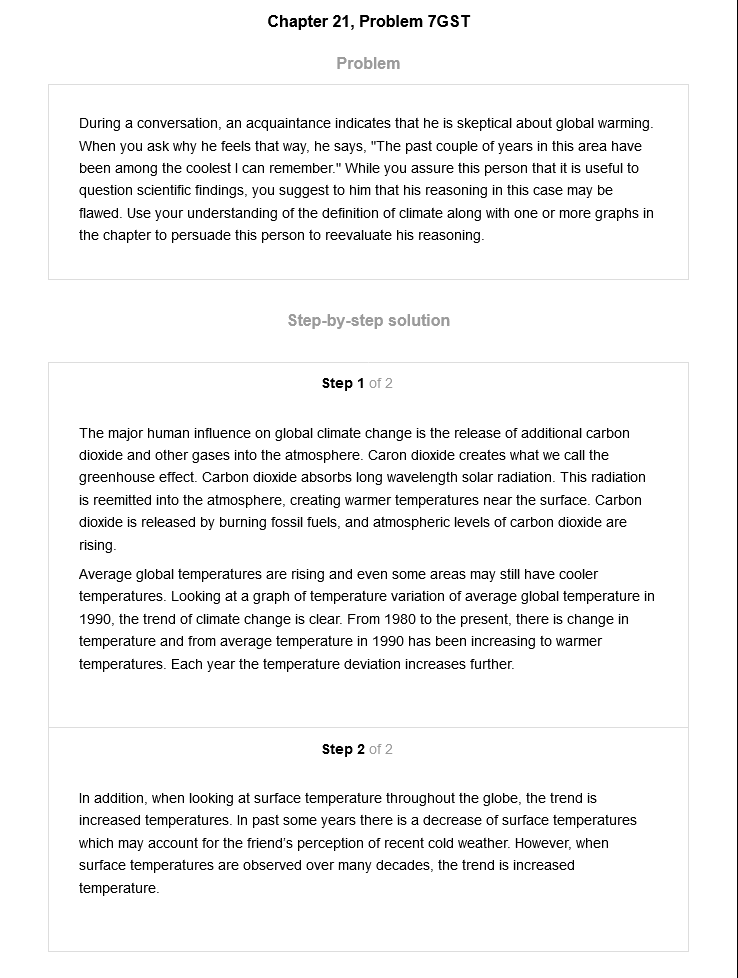 Chapter 21, Problem 7GST
Problem
During a conversation, an acquaintance indicates that he is skeptical about global warming.
When you ask why he feels that way, he says, "The past couple of years in this area have
been among the coolest I can remember." While you assure this person that it is useful to
question scientific findings, you suggest to him that his reasoning in this case may be
flawed. Use your understanding of the definition of climate along with one or more graphs in
the chapter to persuade this person to reevaluate his reasoning.
Step-by-step solution
Step 1 of 2
The major human influence on global climate change is the release of additional carbon
dioxide and other gases into the atmosphere. Caron dioxide creates what we call the
greenhouse effect. Carbon dioxide absorbs long wavelength solar radiation. This radiation
is reemitted into the atmosphere, creating warmer temperatures near the surface. Carbon
dioxide is released by burning fossil fuels, and atmospheric levels of carbon dioxide are
rising.
Average global temperatures are rising and even some areas may still have cooler
temperatures. Looking at a graph of temperature variation of average global temperature in
1990, the trend of climate change is clear. From 1980 to the present, there is change in
temperature and from average temperature in 1990 has been increasing to warmer
temperatures. Each year the temperature deviation increases further.
Step 2 of 2
In addition, when looking at surface temperature throughout the globe, the trend is
increased temperatures. In past some years there is a decrease of surface temperatures
which may account for the friend's perception of recent cold weather. However, when
surface temperatures are observed over many decades, the trend is increased
temperature.